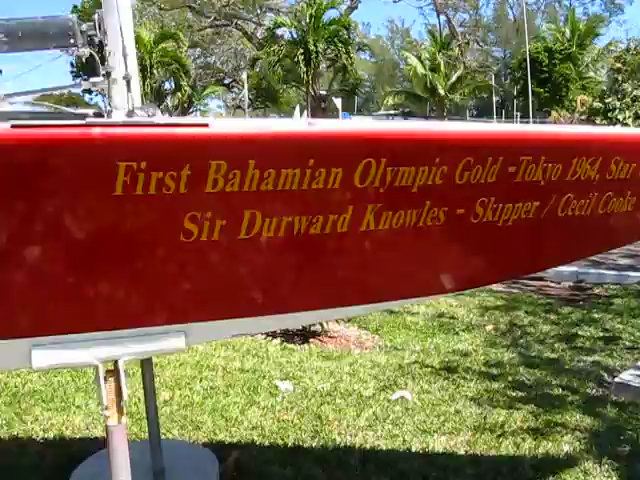 First Bahamian Olympic Gold - Tokyo 1964, Star
Sir Durward Knowles - Skipper / Cecil Cooke